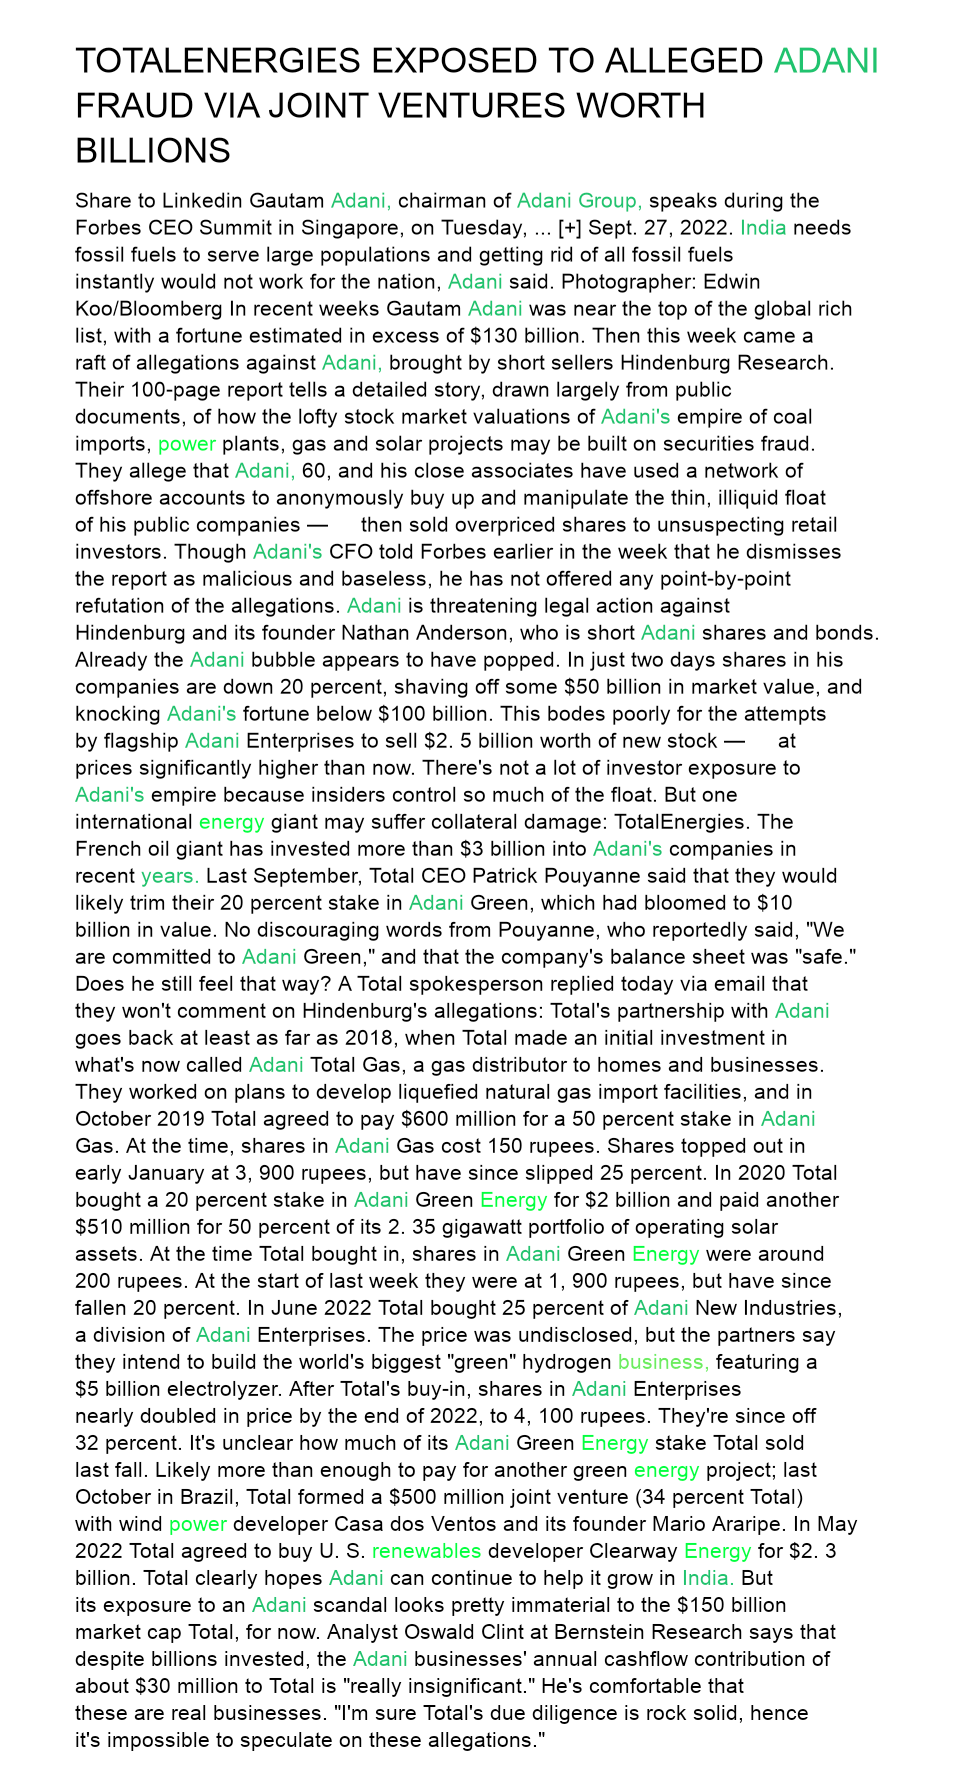 TOTALENERGIES EXPOSED TO ALLEGED ADANI
FRAUD VIA JOINT VENTURES WORTH
BILLIONS
Share to Linkedin Gautam Adani, chairman of Adani Group, speaks during the
Forbes CEO Summit in Singapore, on Tuesday, ... [+] Sept. 27, 2022. India needs
fossil fuels to serve large populations and getting rid of all fossil fuels
instantly would not work for the nation, Adani said. Photographer: Edwin
Koo/Bloomberg In recent weeks Gautam Adani was near the top of the global rich
list, with a fortune estimated in excess of $130 billion. Then this week came a
raft of allegations against Adani, brought by short sellers Hindenburg Research.
Their 100-page report tells a detailed story, drawn largely from public
documents, of how the lofty stock market valuations of Adani's empire of coal
imports, power plants, gas and solar projects may be built on securities fraud.
They allege that Adani, 60, and his close associates have used a network of
offshore accounts to anonymously buy up and manipulate the thin, illiquid float
of his public companies — then sold overpriced shares to unsuspecting retail
investors. Though Adani's CFO told Forbes earlier in the week that he dismisses
the report as malicious and baseless, he has not offered any point-by-point
refutation of the allegations. Adani is threatening legal action against
Hindenburg and its founder Nathan Anderson, who is short Adani shares and bonds.
Already the Adani bubble appears to have popped. In just two days shares in his
companies are down 20 percent, shaving off some $50 billion in market value, and
knocking Adani's fortune below $100 billion. This bodes poorly for the attempts
by flagship Adani Enterprises to sell $2. 5 billion worth of new stock — at
prices significantly higher than now. There's not a lot of investor exposure to
Adani's empire because insiders control so much of the float. But one
international energy giant may suffer collateral damage: TotalEnergies. The
French oil giant has invested more than $3 billion into Adani's companies in
recent years. Last September, Total CEO Patrick Pouyanne said that they would
likely trim their 20 percent stake in Adani Green, which had bloomed to $10
billion in value. No discouraging words from Pouyanne, who reportedly said, "We
are committed to Adani Green," and that the company's balance sheet was "safe."
Does he still feel that way? A Total spokesperson replied today via email that
they won't comment on Hindenburg's allegations: Total's partnership with Adani
goes back at least as far as 2018, when Total made an initial investment in
what's now called Adani Total Gas, a gas distributor to homes and businesses.
They worked on plans to develop liquefied natural gas import facilities, and in
October 2019 Total agreed to pay $600 million for a 50 percent stake in Adani
Gas. At the time, shares in Adani Gas cost 150 rupees. Shares topped out in
early January at 3, 900 rupees, but have since slipped 25 percent. In 2020 Total
bought a 20 percent stake in Adani Green Energy for $2 billion and paid another
$510 million for 50 percent of its 2. 35 gigawatt portfolio of operating solar
assets. At the time Total bought in, shares in Adani Green Energy were around
200 rupees. At the start of last week they were at 1, 900 rupees, but have since
fallen 20 percent. In June 2022 Total bought 25 percent of Adani New Industries,
a division of Adani Enterprises. The price was undisclosed, but the partners say
they intend to build the world's biggest "green" hydrogen business, featuring a
$5 billion electrolyzer. After Total's buy-in, shares in Adani Enterprises
nearly doubled in price by the end of 2022, to 4, 100 rupees. They're since off
32 percent. It's unclear how much of its Adani Green Energy stake Total sold
last fall. Likely more than enough to pay for another green energy project; last
October in Brazil, Total formed a $500 million joint venture (34 percent Total)
with wind power developer Casa dos Ventos and its founder Mario Araripe. In May
2022 Total agreed to buy U. S. renewables developer Clearway Energy for $2. 3
billion. Total clearly hopes Adani can continue to help it grow in India. But
its exposure to an Adani scandal looks pretty immaterial to the $150 billion
market cap Total, for now. Analyst Oswald Clint at Bernstein Research says that
despite billions invested, the Adani businesses' annual cashflow contribution of
about $30 million to Total is "really insignificant." He's comfortable that
these are real businesses. "I'm sure Total's due diligence is rock solid, hence
it's impossible to speculate on these allegations."